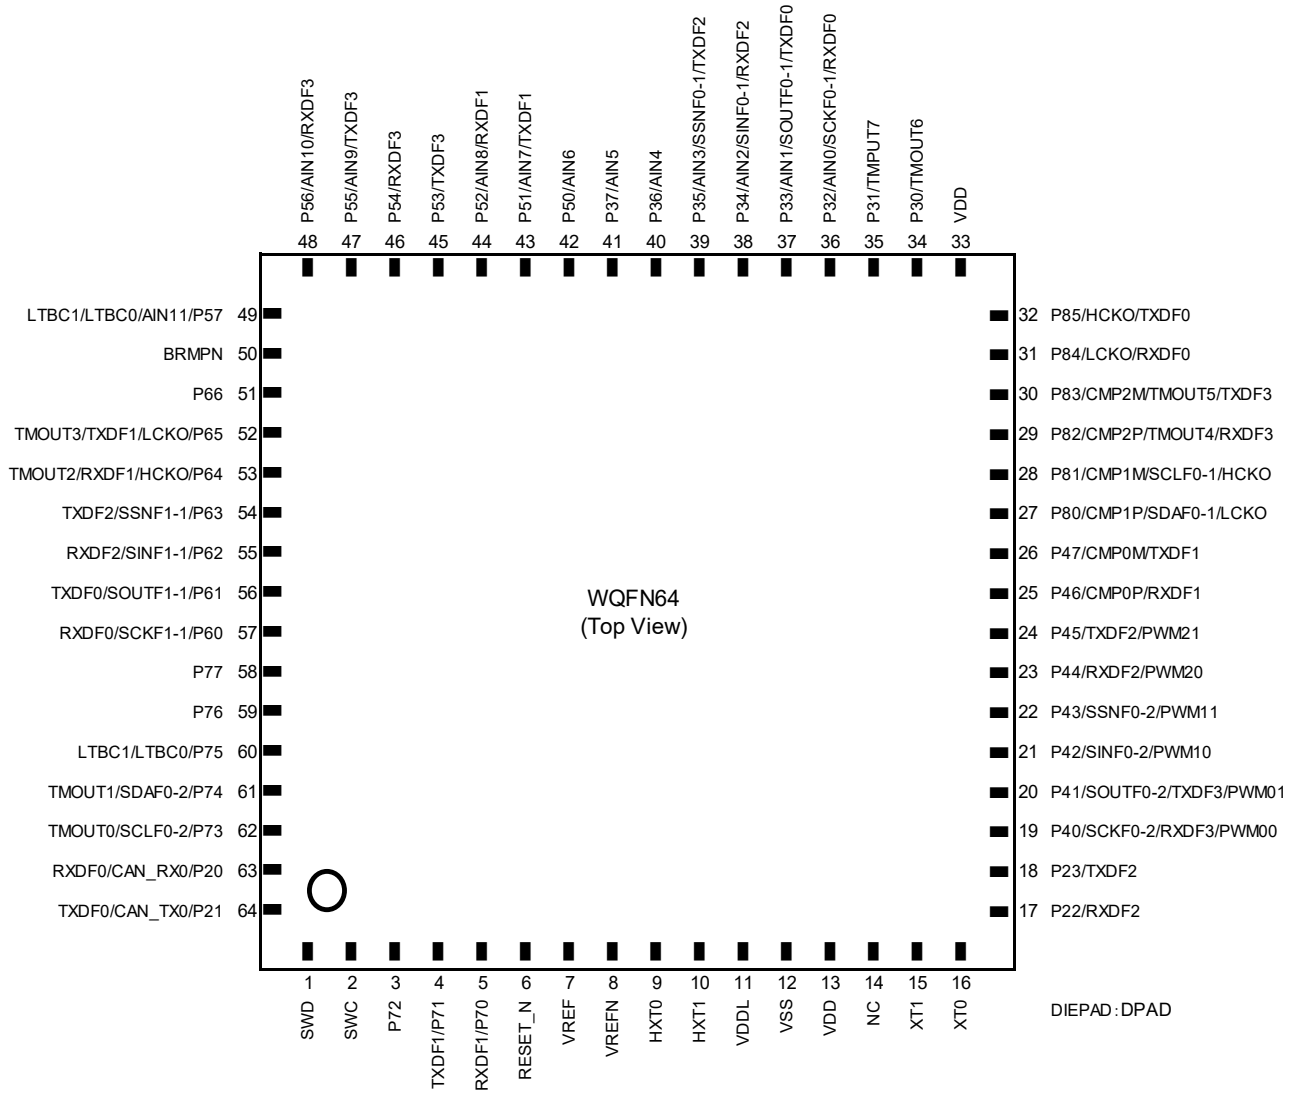 P56/AIN10/RXDF3
P55/AIN9/TXDF3
P54/RXDF3
P53/TXDF3
P52/AIN8/RXDF1
P51/AIN7/TXDF1
P50/AIN6
P37/AIN5
P36/AIN4
P35/AIN3/SSNF0-1/TXDF2
P34/AIN2/SINF0-1/RXDF2
P33/AIN1/SOUTF0-1/TXDF0
P32/AIN0/SCKF0-1/RXDF0
P31/TMPUT7
P30/TMOUT6
VDD
48 47 46 45 44 43 42 41 40 39 38 37 36 35 34 33
LTBC1/LTBC0/AIN11/P57 49
BRMPN 50
P66 51
TMOUT3/TXDF1/LCKO/P65 52
TMOUT2/RXDF1/HCKO/P64 53
TXDF2/SSNF1-1/P63 54
RXDF2/SINF1-1/P62 55
TXDF0/SOUTF1-1/P61 56
RXDF0/SCKF1-1/P60 57
P77 58
P76 59
LTBC1/LTBC0/P75 60
TMOUT1/SDAF0-2/P74 61
TMOUT0/SCLF0-2/P73 62
RXDF0/CAN_RX0/P20 63
TXDF0/CAN_TX0/P21 64
WQFN64
(Top View)
32 P85/HCKO/TXDF0
31 P84/LCKO/RXDF0
30 P83/CMP2M/TMOUT5/TXDF3
29 P82/CMP2P/TMOUT4/RXDF3
28 P81/CMP1M/SCLF0-1/HCKO
27 P80/CMP1P/SDAF0-1/LCKO
26 P47/CMP0M/TXDF1
25 P46/CMP0P/RXDF1
24 P45/TXDF2/PWM21
23 P44/RXDF2/PWM20
22 P43/SSNF0-2/PWM11
21 P42/SINF0-2/PWM10
20 P41/SOUTF0-2/TXDF3/PWM01
19 P40/SCKF0-2/RXDF3/PWM00
18 P23/TXDF2
17 P22/RXDF2
1 2 3 4 5 6 7 8 9 10 11 12 13 14 15 16
SWD
SWC
P72
TXDF1/P71
RXDF1/P70
RESET_N
VREF
VREFN
HXT0
HXT1
VDDL
VSS
VDD
NC
XT1
XT0
DIEPAD:DPAD